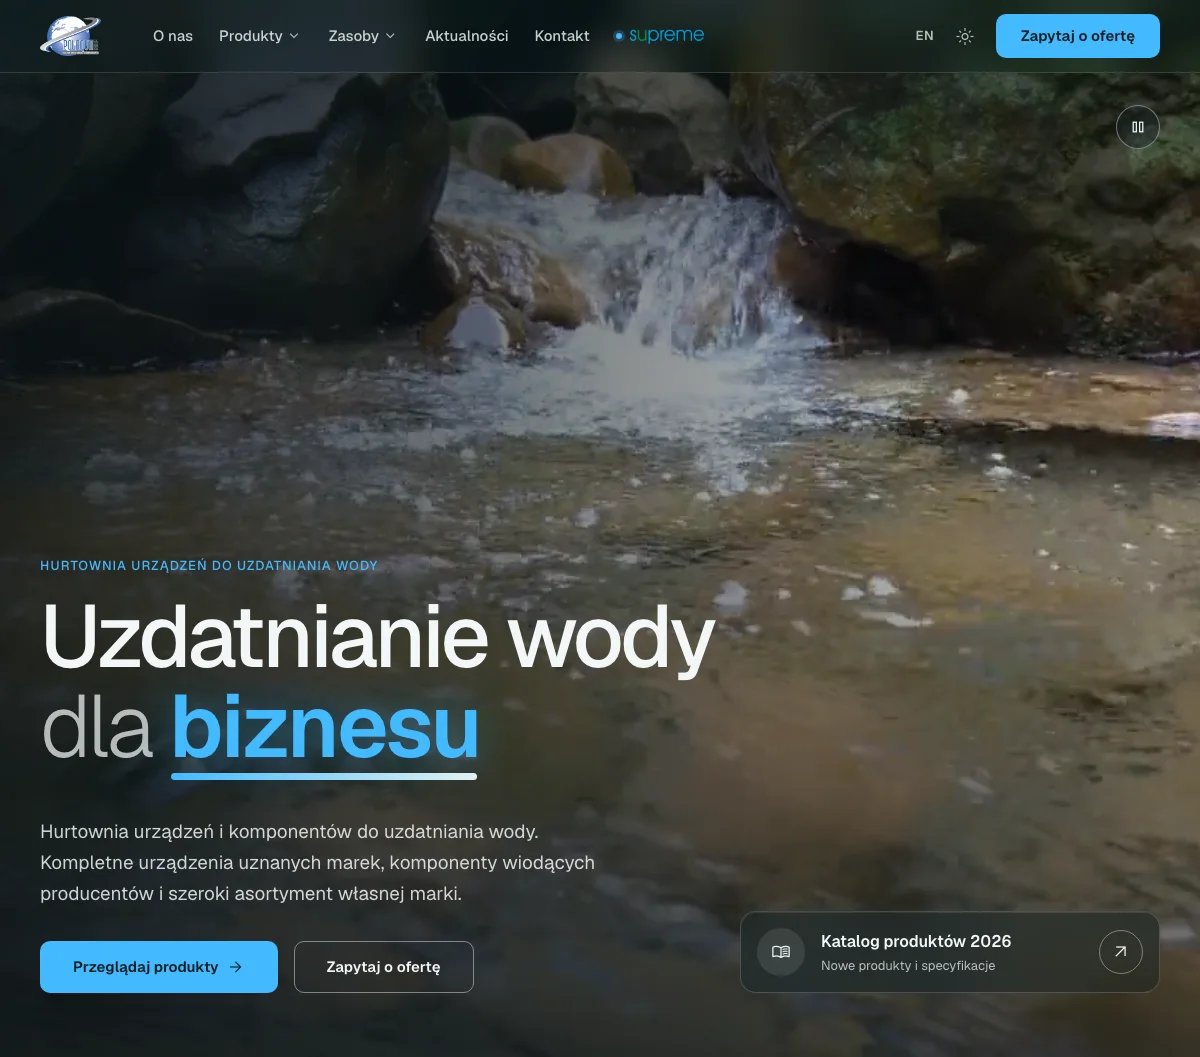 O nas
Produkty
Zasoby
Aktualności
Kontakt
supreme
EN
Zapytaj o ofertę
HURTOWNIA URZĄDZEŃ DO UZDATNIANIA WODY
Uzdatnianie wody
dla biznesu
Hurtownia urządzeń i komponentów do uzdatniania wody.
Kompletne urządzenia uznanych marek, komponenty wiodących
producentów i szeroki asortyment własnej marki.
Przeglądaj produkty
Zapytaj o ofertę
Katalog produktów 2026
Nowe produkty i specyfikacje